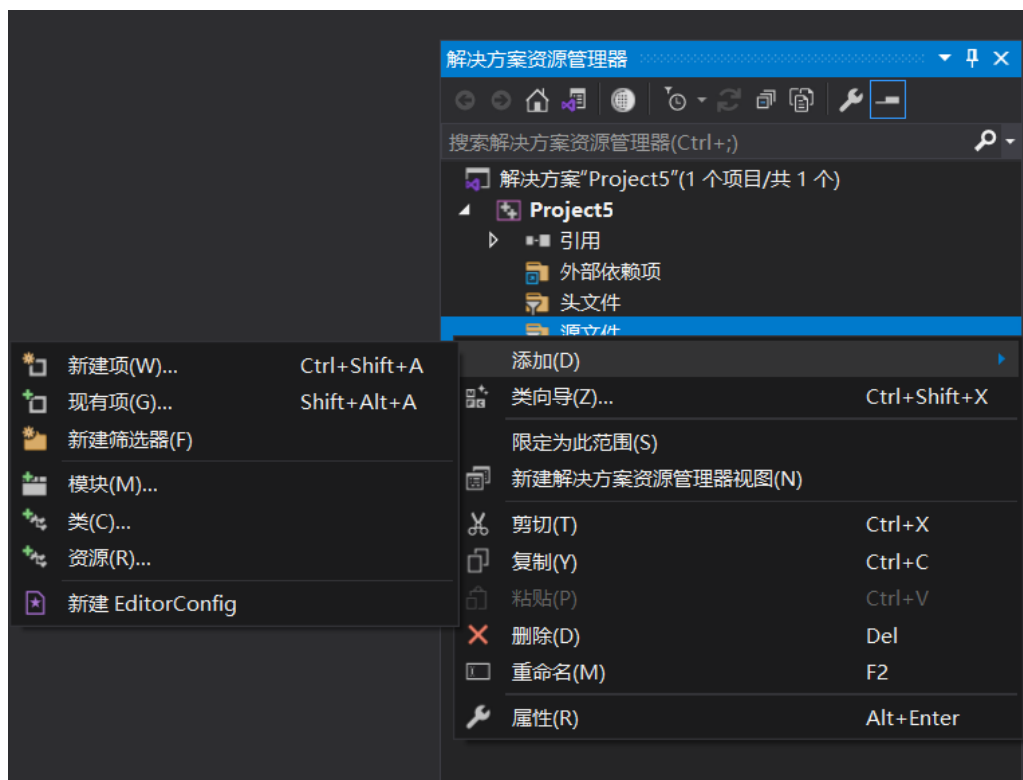 解决方案资源管理器
搜索解决方案资源管理器(Ctrl+;)
解决方案"Project5"(1 个项目/共 1 个)
Project5
引用
外部依赖项
头文件
源文件
新建项(W)... Ctrl+Shift+A
现有项(G)... Shift+Alt+A
新建筛选器(F)
模块(M)...
类(C)...
资源(R)...
新建 EditorConfig
添加(D)
类向导(Z)... Ctrl+Shift+X
限定为此范围(S)
新建解决方案资源管理器视图(N)
剪切(T) Ctrl+X
复制(Y) Ctrl+C
粘贴(P) Ctrl+V
删除(D) Del
重命名(M) F2
属性(R) Alt+Enter